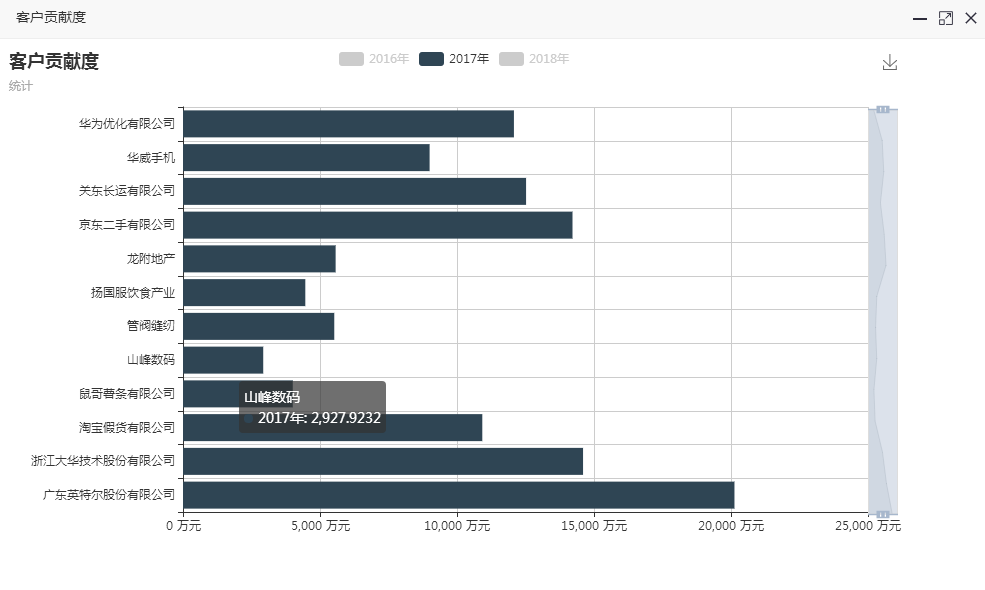 客户贡献度
客户贡献度
统计
2016年 2017年 2018年
华为优化有限公司
华威手机
关东长运有限公司
京东二手有限公司
龙附地产
扬国服饮食产业
管阀缝纫
山峰数码
鼠哥薯条有限公司
山峰数码
2017年: 2,927.9232
淘宝假货有限公司
浙江大华技术股份有限公司
广东英特尔股份有限公司
0 万元 5,000 万元 10,000 万元 15,000 万元 20,000 万元 25,000 万元